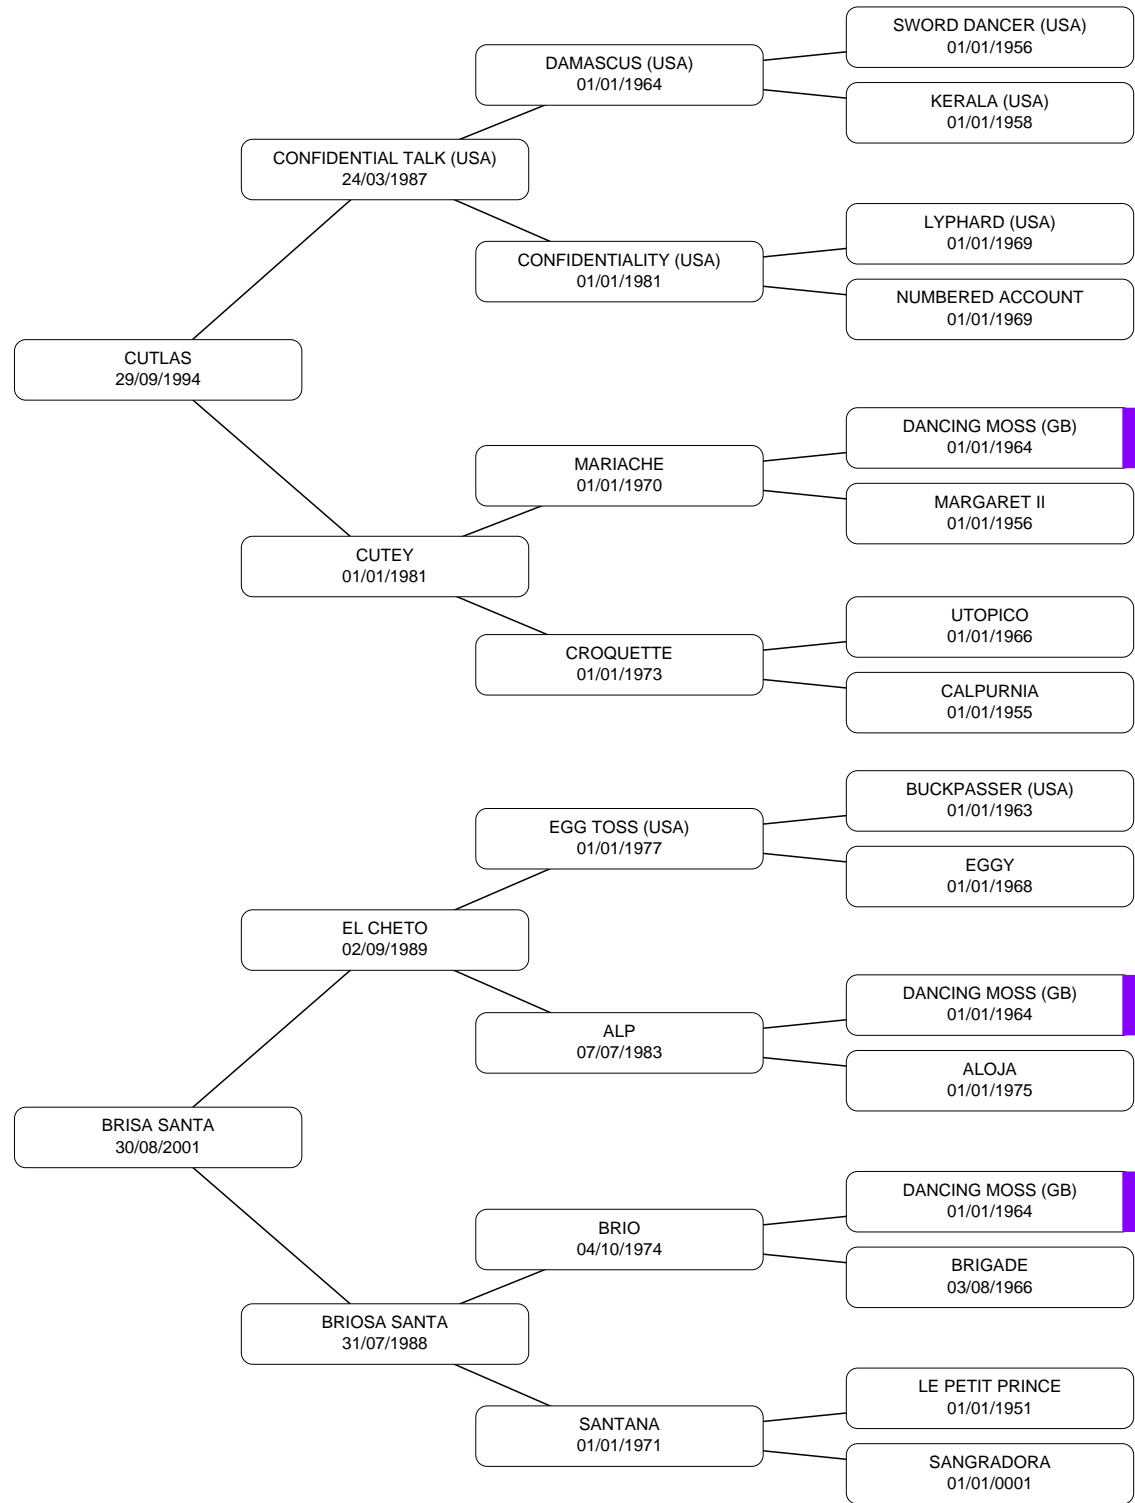 SWORD DANCER (USA)
01/01/1956
DAMASCUS (USA)
01/01/1964
KERALA (USA)
01/01/1958
CONFIDENTIAL TALK (USA)
24/03/1987
LYPHARD (USA)
01/01/1969
CONFIDENTIALITY (USA)
01/01/1981
NUMBERED ACCOUNT
01/01/1969
CUTLAS
29/09/1994
DANCING MOSS (GB)
01/01/1964
MARIACHE
01/01/1970
MARGARET II
01/01/1956
CUTEY
01/01/1981
UTOPICO
01/01/1966
CROQUETTE
01/01/1973
CALPURNIA
01/01/1955
BUCKPASSER (USA)
01/01/1963
EGG TOSS (USA)
01/01/1977
EGGY
01/01/1968
EL CHETO
02/09/1989
DANCING MOSS (GB)
01/01/1964
ALP
07/07/1983
ALOJA
01/01/1975
BRISA SANTA
30/08/2001
DANCING MOSS (GB)
01/01/1964
BRIO
04/10/1974
BRIGADE
03/08/1966
BRIOSA SANTA
31/07/1988
LE PETIT PRINCE
01/01/1951
SANTANA
01/01/1971
SANGRADORA
01/01/0001